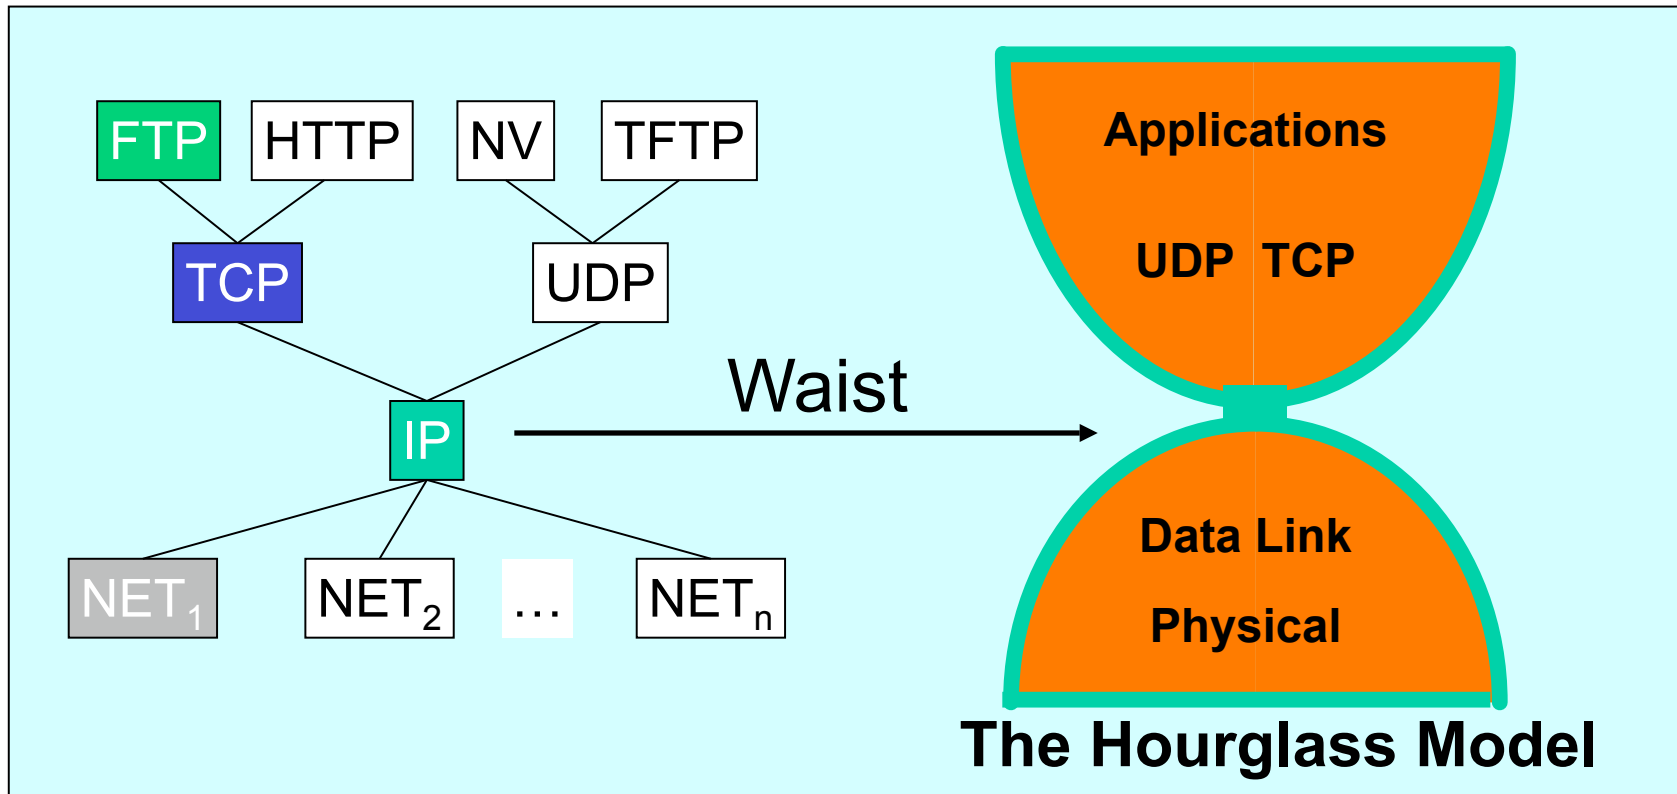 FTP HTTP NV TFTP
TCP UDP
IP
NET1 NET2 … NETn
Waist
Applications
UDP TCP
Data Link
Physical
The Hourglass Model